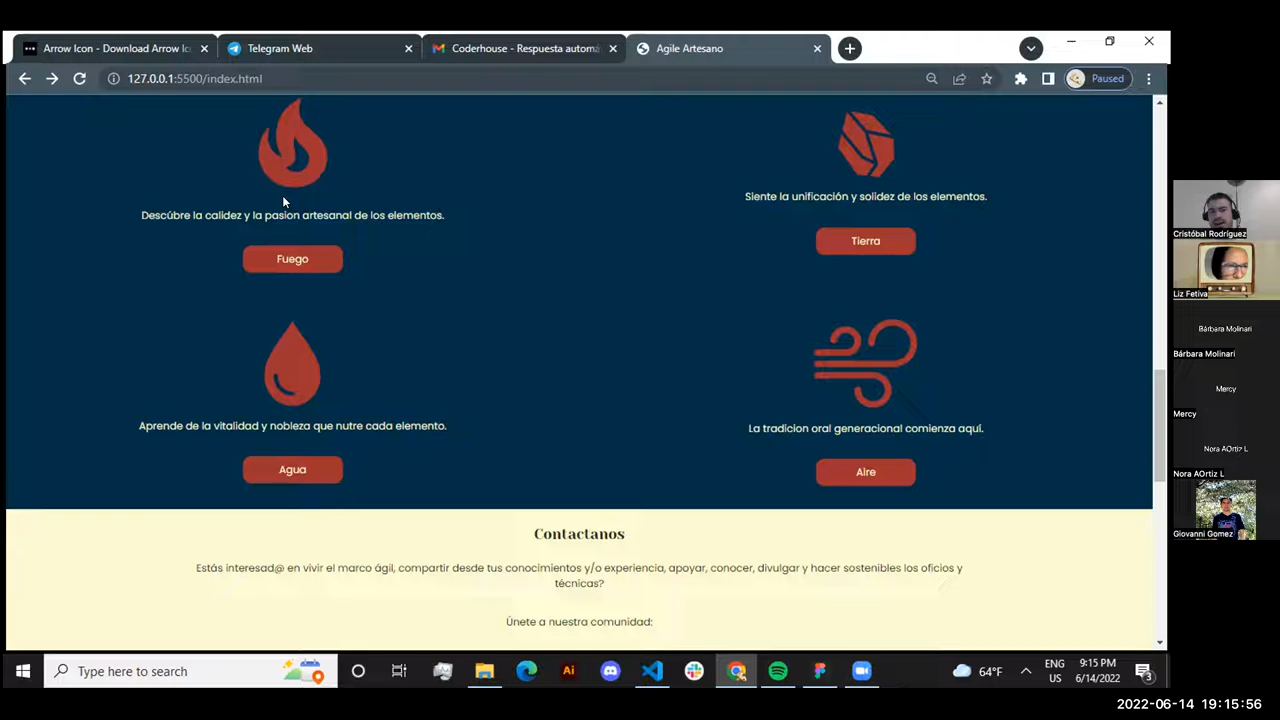 Arrow Icon - Download Arrow Ic
Telegram Web
Coderhouse - Respuesta automá
Agile Artesano
127.0.0.1:5500/index.html
Paused
Descúbre la calidez y la pasion artesanal de los elementos.
Fuego
Siente la unificación y solidez de los elementos.
Tierra
Aprende de la vitalidad y nobleza que nutre cada elemento.
Agua
La tradicion oral generacional comienza aquí.
Aire
Contactanos
Estás interesad@ en vivir el marco ágil, compartir desde tus conocimientos y/o experiencia, apoyar, conocer, divulgar y hacer sostenibles los oficios y
técnicas?
Únete a nuestra comunidad:
Cristóbal Rodríguez
Liz Fetiva
Bárbara Molinari
Bárbara Molinari
Mercy
Mercy
Nora AOrtiz L
Nora AOrtiz L
Giovanni Gomez
Type here to search
Ai
64°F
ENG
US
9:15 PM
6/14/2022
3
2022-06-14 19:15:56